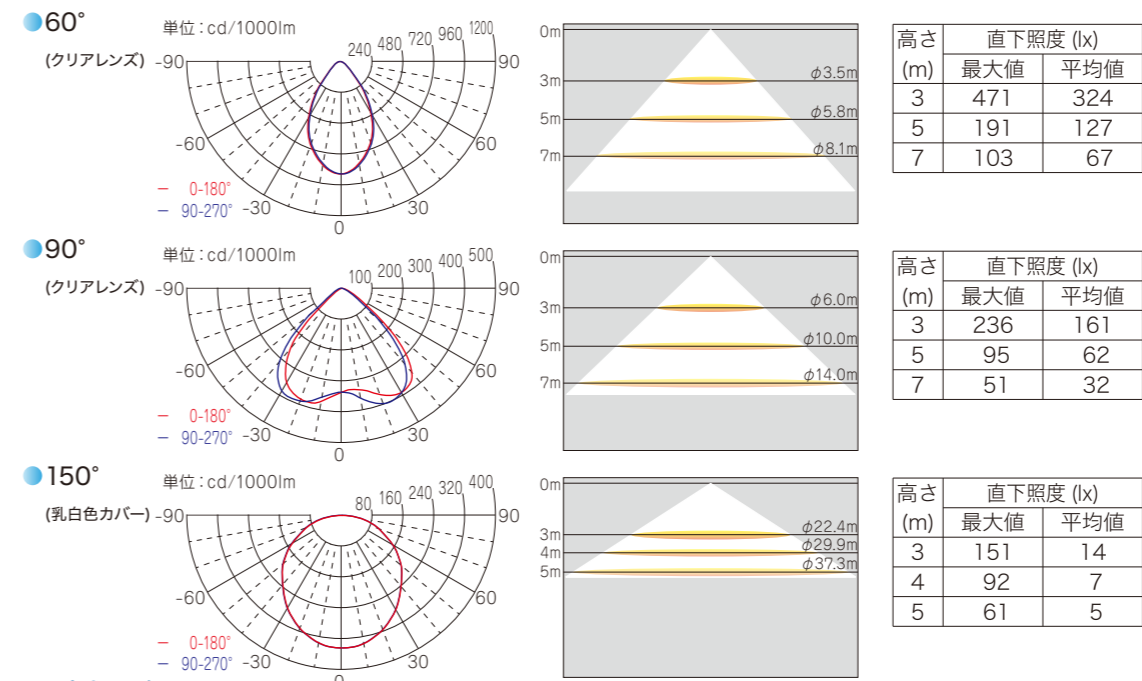 60°
(クリアレンズ)
単位:cd/1000lm
240 480 720 960 1200
-90 90
-60 60
-30 30
0
0-180°
90-270°
0m
3m φ3.5m
5m φ5.8m
7m φ8.1m
高さ(m) 直下照度 (lx)
最大値 平均値
3 471 324
5 191 127
7 103 67
90°
(クリアレンズ)
単位:cd/1000lm
100 200 300 400 500
-90 90
-60 60
-30 30
0
0-180°
90-270°
0m
3m φ6.0m
5m φ10.0m
7m φ14.0m
高さ(m) 直下照度 (lx)
最大値 平均値
3 236 161
5 95 62
7 51 32
150°
(乳白色カバー)
単位:cd/1000lm
80 160 240 320 400
-90 90
-60 60
-30 30
0
0-180°
90-270°
0m
3m φ22.4m
4m φ29.9m
5m φ37.3m
高さ(m) 直下照度 (lx)
最大値 平均値
3 151 14
4 92 7
5 61 5